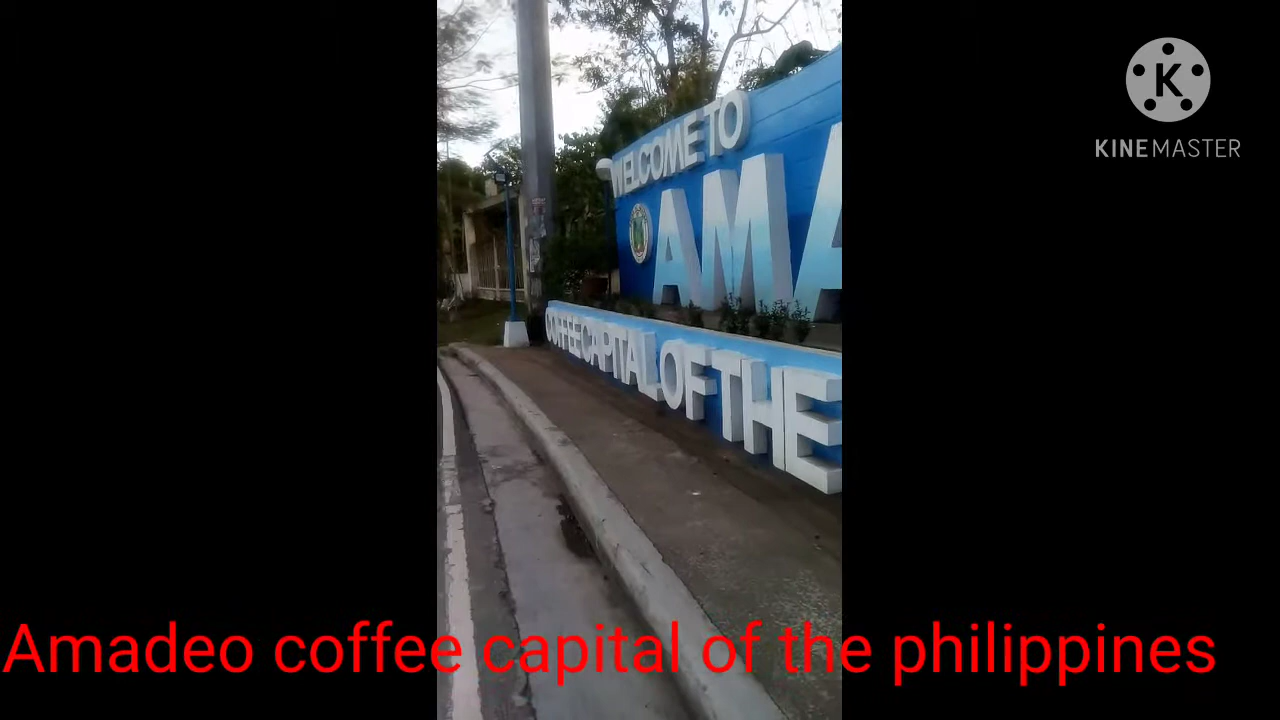 KINEMASTER
WELCOME TO
AMA
COFFEE CAPITAL OF THE
Amadeo coffee capital of the philippines